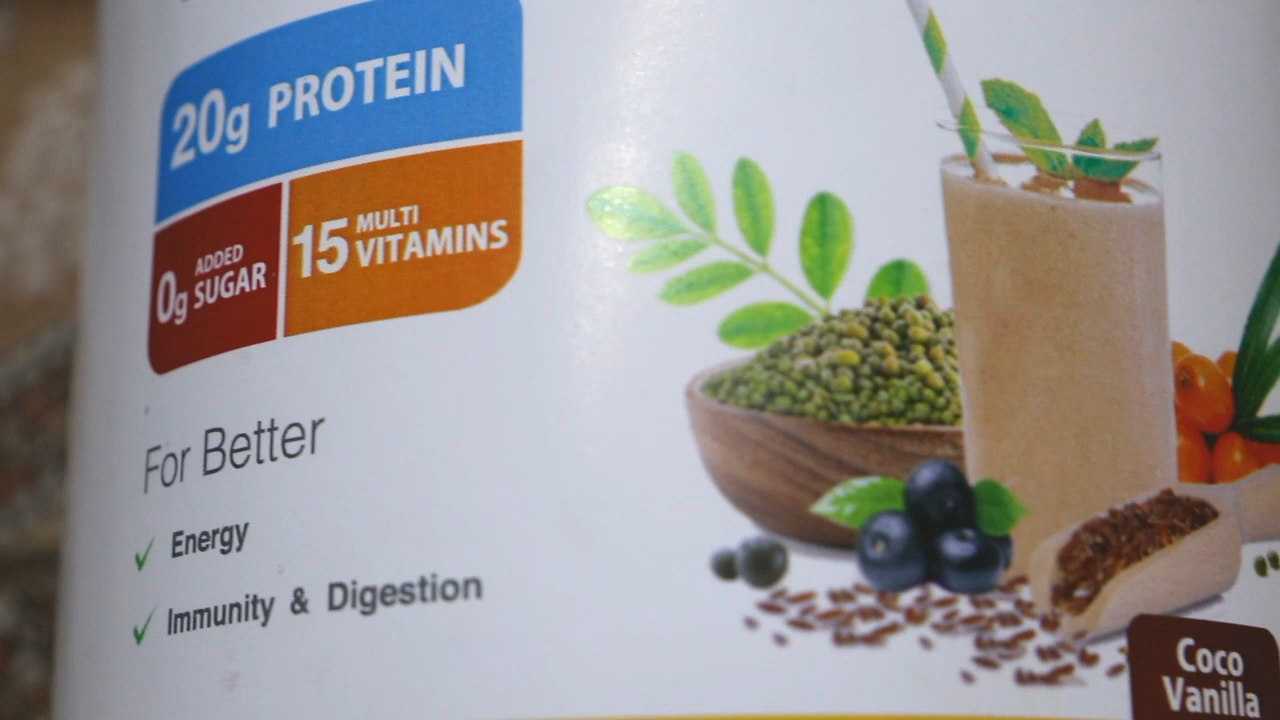 20g PROTEIN
0g ADDED SUGAR
15 MULTI VITAMINS
For Better
Energy
Immunity & Digestion
Coco
Vanilla